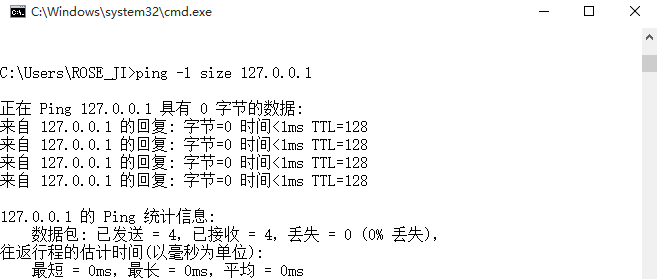 C:\Windows\system32\cmd.exe
C:\Users\ROSE_JI>ping -l size 127.0.0.1
正在 Ping 127.0.0.1 具有 0 字节的数据:
来自 127.0.0.1 的回复: 字节=0 时间<1ms TTL=128
来自 127.0.0.1 的回复: 字节=0 时间<1ms TTL=128
来自 127.0.0.1 的回复: 字节=0 时间<1ms TTL=128
来自 127.0.0.1 的回复: 字节=0 时间<1ms TTL=128
127.0.0.1 的 Ping 统计信息:
数据包: 已发送 = 4，已接收 = 4，丢失 = 0 (0% 丢失)，
往返行程的估计时间(以毫秒为单位):
最短 = 0ms，最长 = 0ms，平均 = 0ms